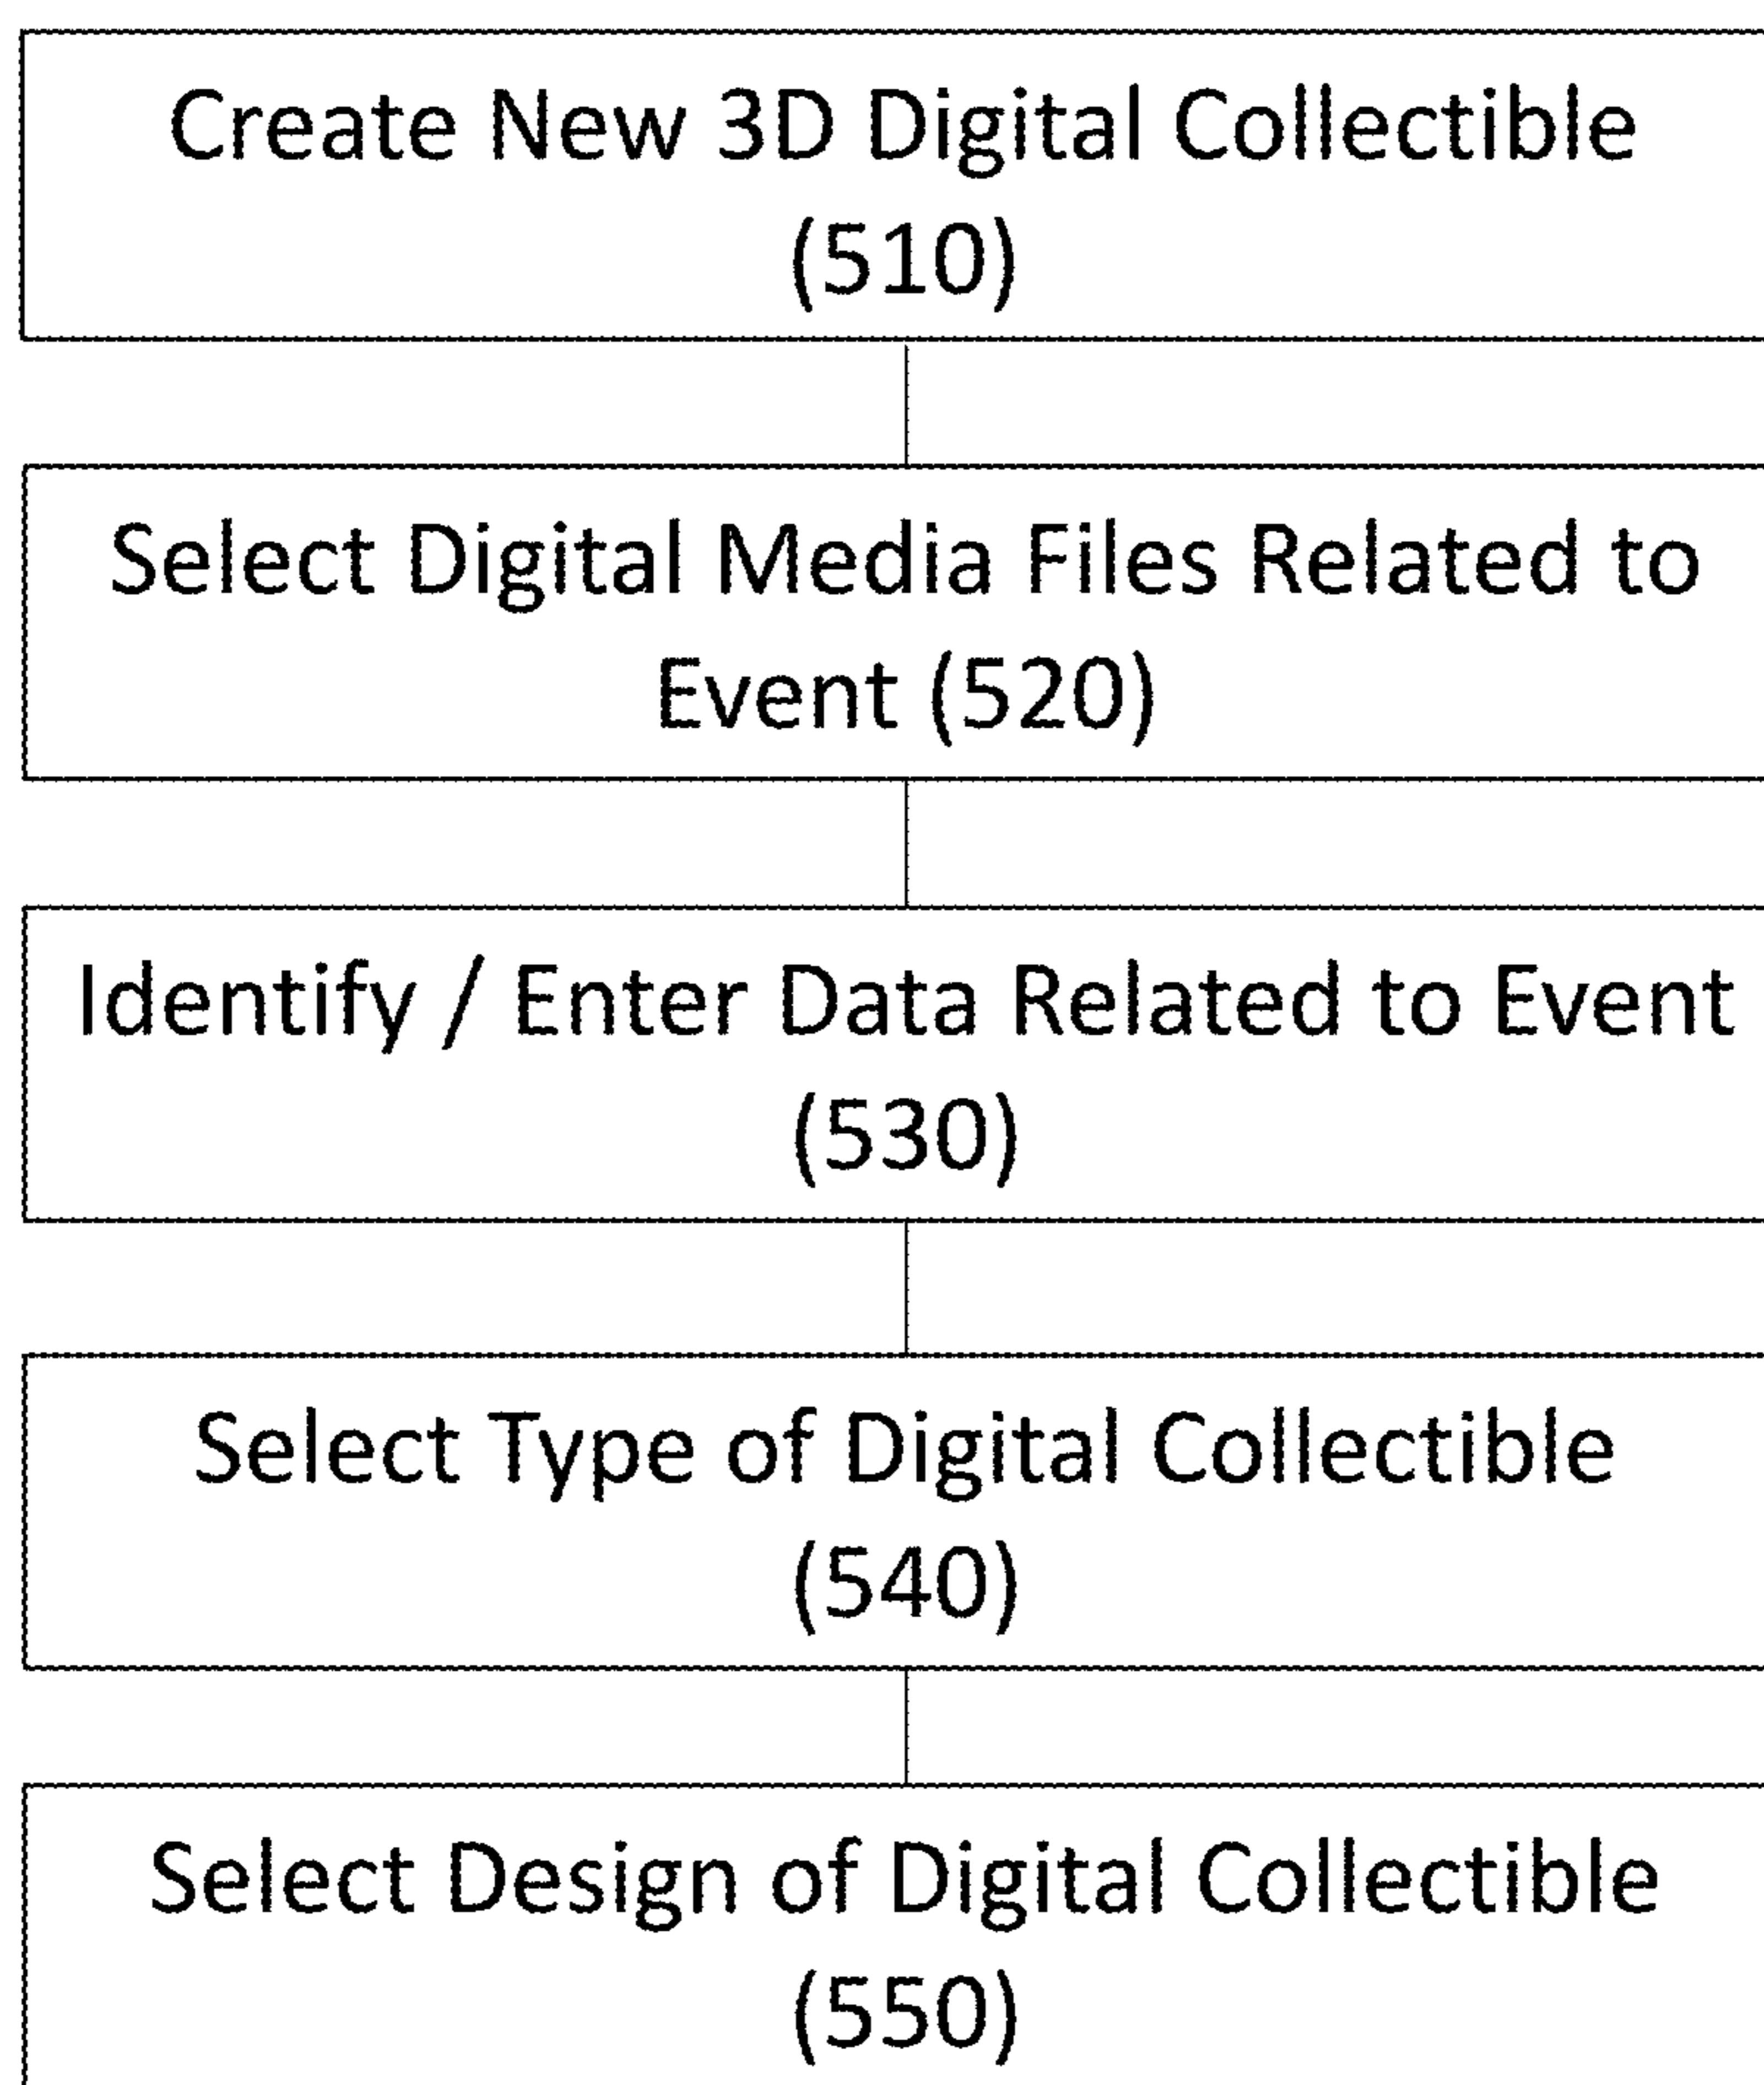 Create New 3D Digital Collectible
(510)
Select Digital Media Files Related to
Event (520)
Identify / Enter Data Related to Event
(530)
Select Type of Digital Collectible
(540)
Select Design of Digital Collectible
(550)